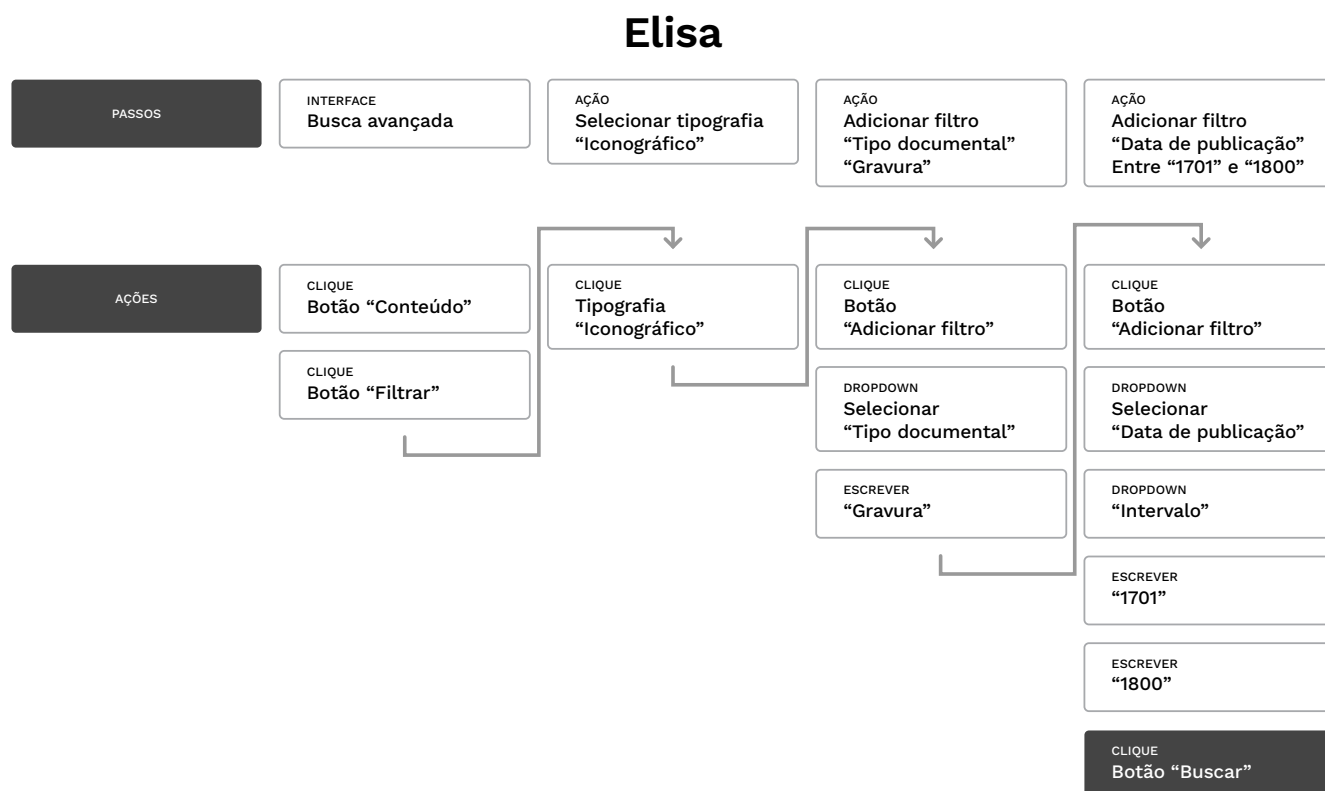 Elisa
PASSOS
INTERFACE
Busca avançada
AÇÃO
Selecionar tipografia
“Iconográfico”
AÇÃO
Adicionar filtro
“Tipo documental”
“Gravura”
AÇÃO
Adicionar filtro
“Data de publicação”
Entre “1701” e “1800”
AÇÕES
CLIQUE
Botão “Conteúdo”
CLIQUE
Botão “Filtrar”
CLIQUE
Tipografia
“Iconográfico”
CLIQUE
Botão
“Adicionar filtro”
DROPDOWN
Selecionar
“Tipo documental”
ESCREVER
“Gravura”
CLIQUE
Botão
“Adicionar filtro”
DROPDOWN
Selecionar
“Data de publicação”
DROPDOWN
“Intervalo”
ESCREVER
“1701”
ESCREVER
“1800”
CLIQUE
Botão “Buscar”